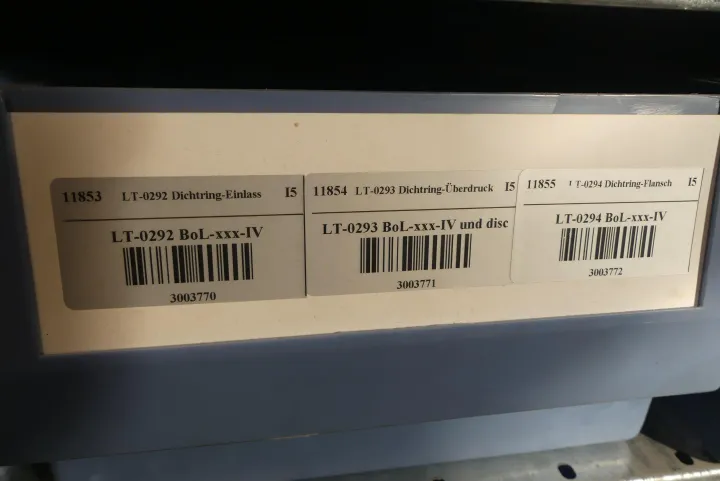 11853 LT-0292 Dichtring-Einlass I5
LT-0292 BoL-xxx-IV
3003770
11854 LT-0293 Dichtring-Überdruck I5
LT-0293 BoL-xxx-IV und disc
3003771
11855 LT-0294 Dichtring-Flansch I5
LT-0294 BoL-xxx-IV
3003772